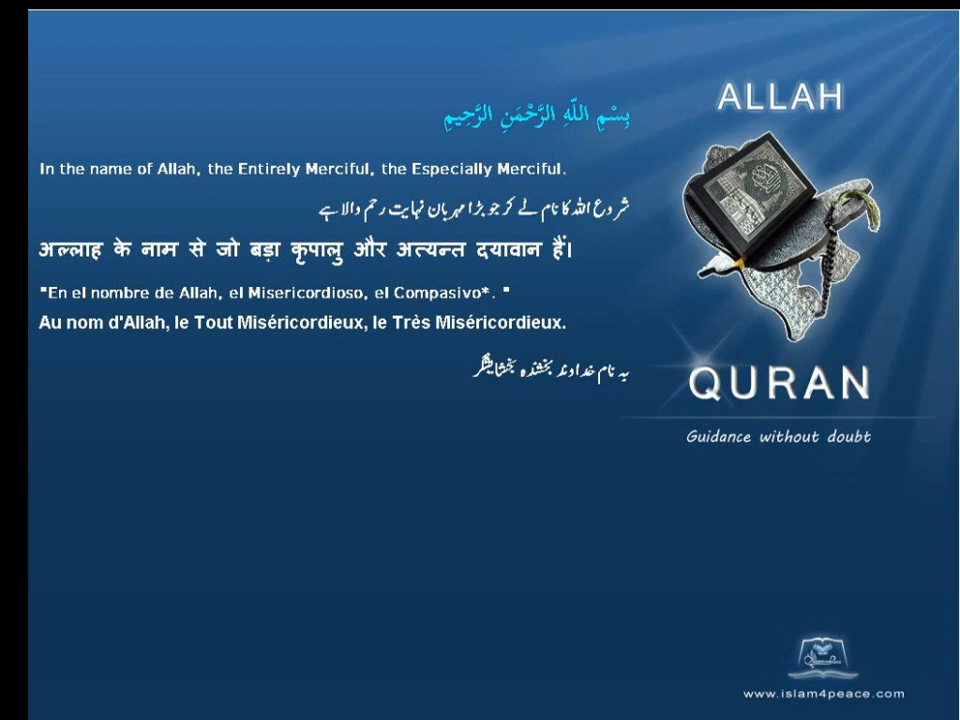 بِسْمِ اللّهِ الرَّحْمَنِ الرَّحِيمِ
In the name of Allah, the Entirely Merciful, the Especially Merciful.
شروع الله کا نام لے کر جو بڑا مہربان نہایت رحم والا ہے
अल्लाह के नाम से जो बड़ा कृपालु और अत्यन्त दयावान हैं।
"En el nombre de Allah, el Misericordioso, el Compasivo*. "
Au nom d'Allah, le Tout Miséricordieux, le Très Miséricordieux.
به نام خداوند بخشنده بخشایشگر
ALLAH
QURAN
Guidance without doubt
www.islam4peace.com